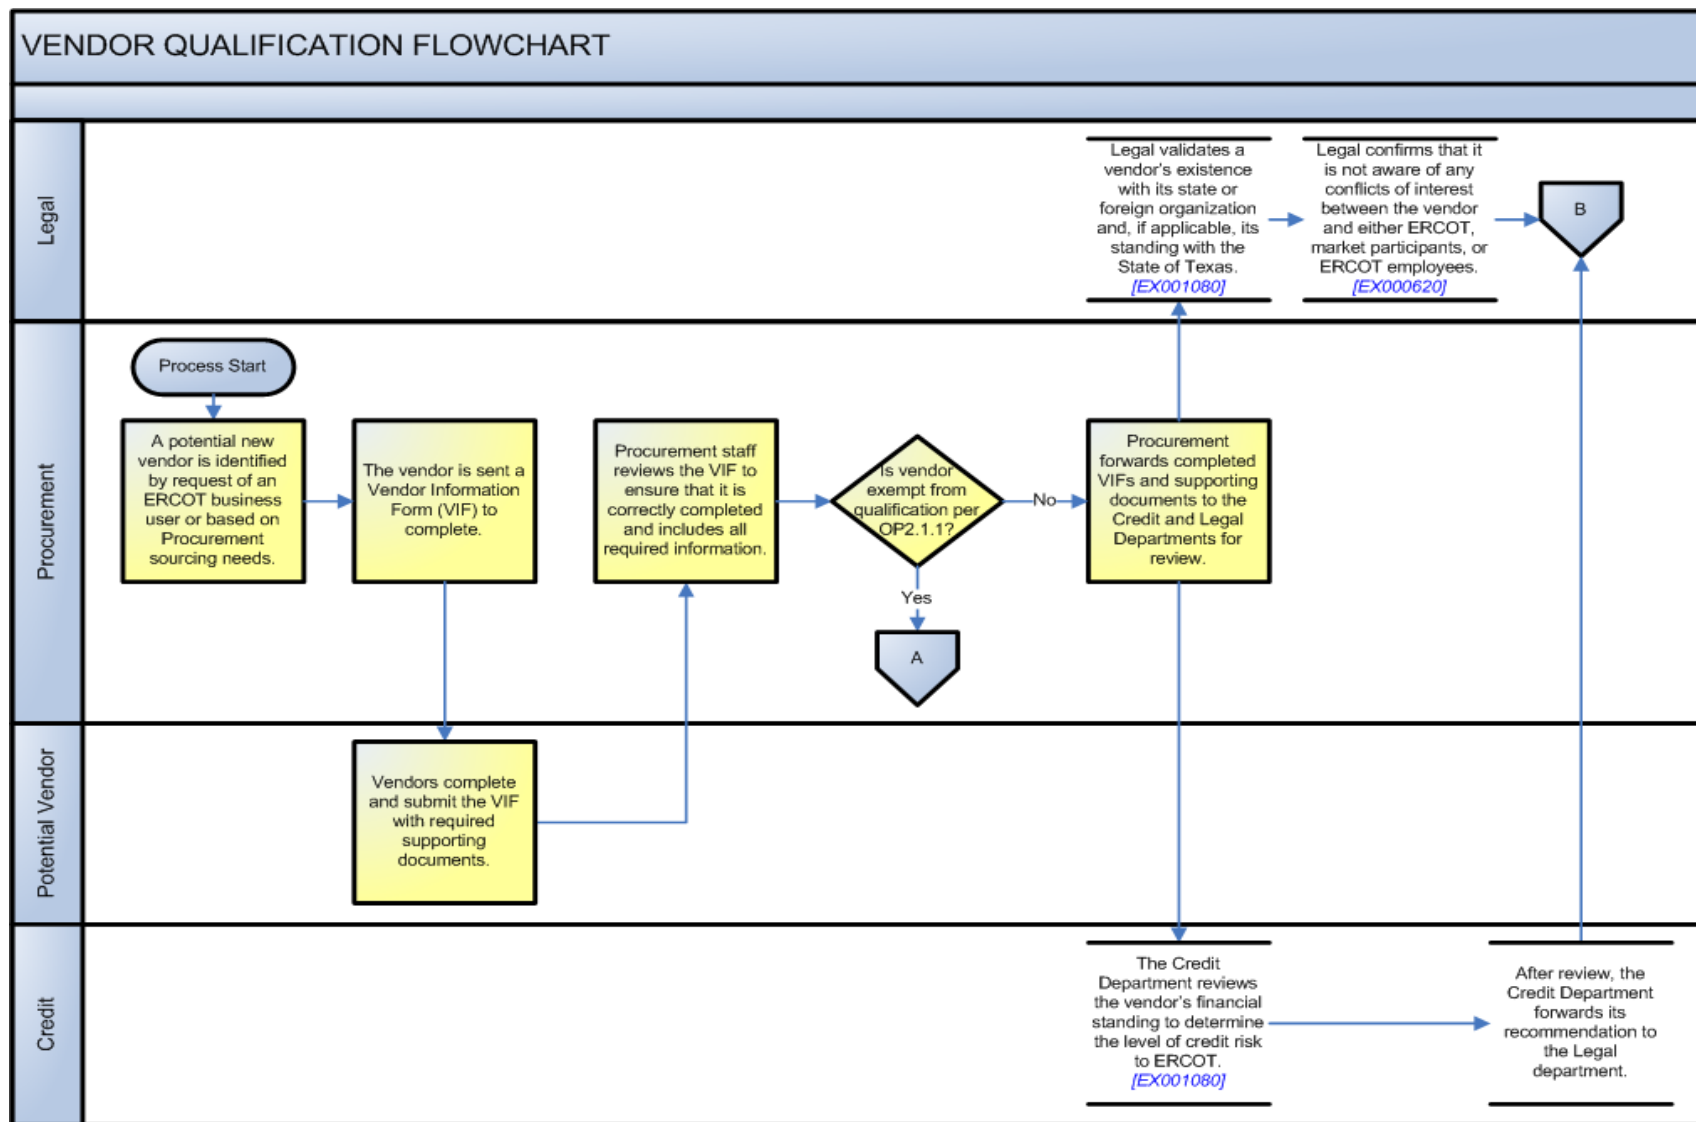 VENDOR QUALIFICATION FLOWCHART
Legal
Legal validates a
vendor's existence
with its state or
foreign organization
and, if applicable, its
standing with the
State of Texas.
[EX001080]
Legal confirms that it
is not aware of any
conflicts of interest
between the vendor
and either ERCOT,
market participants, or
ERCOT employees.
[EX000620]
B
Procurement
Process Start
A potential new
vendor is identified
by request of an
ERCOT business
user or based on
Procurement
sourcing needs.
The vendor is sent a
Vendor Information
Form (VIF) to
complete.
Procurement staff
reviews the VIF to
ensure that it is
correctly completed
and includes all
required information.
Is vendor
exempt from
qualification per
OP2.1.1?
No
Yes
A
Procurement
forwards completed
VIFs and supporting
documents to the
Credit and Legal
Departments for
review.
Potential Vendor
Vendors complete
and submit the VIF
with required
supporting
documents.
Credit
The Credit
Department reviews
the vendor's financial
standing to determine
the level of credit risk
to ERCOT.
[EX001080]
After review, the
Credit Department
forwards its
recommendation to
the Legal
department.